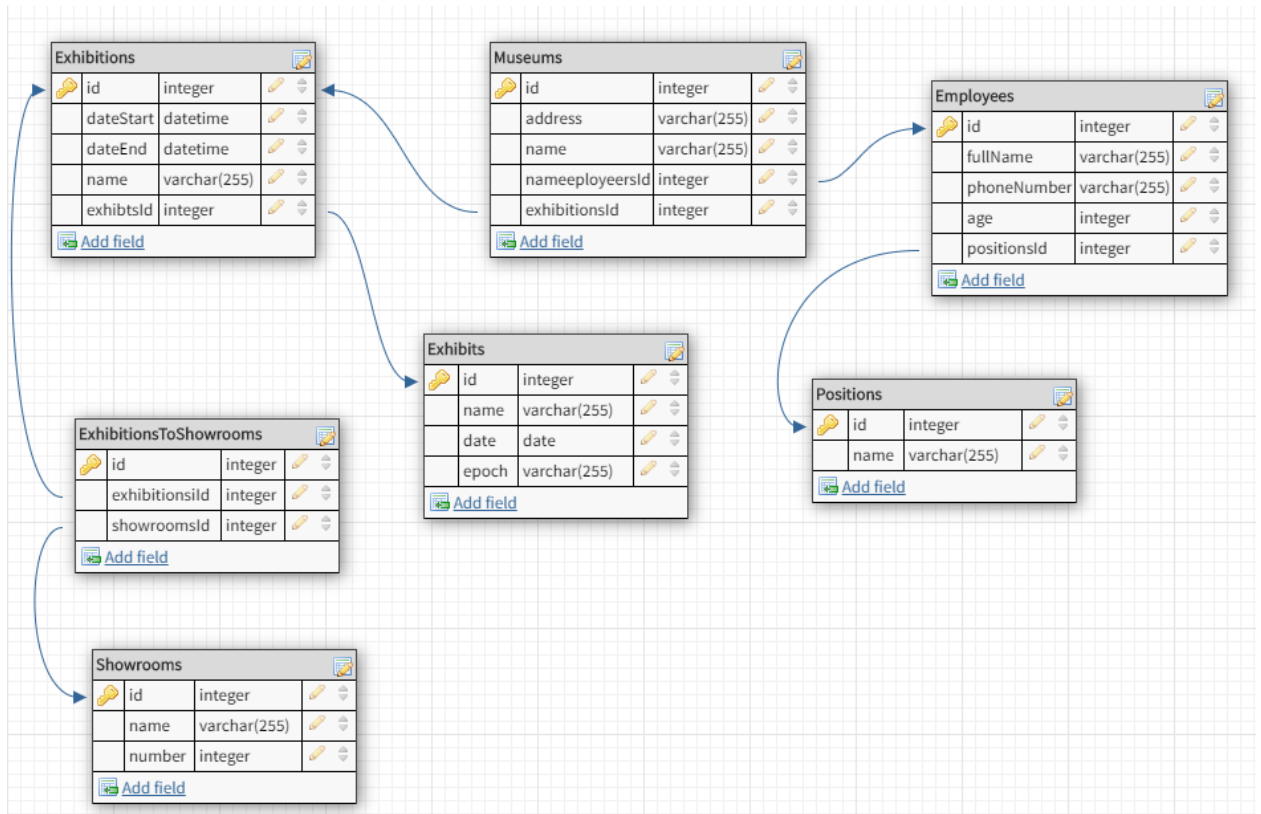 Exhibitions
id integer
dateStart datetime
dateEnd datetime
name varchar(255)
exhibtsId integer
Add field
Museums
id integer
address varchar(255)
name varchar(255)
nameeployeersId integer
exhibitionsId integer
Add field
Employees
id integer
fullName varchar(255)
phoneNumber varchar(255)
age integer
positionsId integer
Add field
Exhibits
id integer
name varchar(255)
date date
epoch varchar(255)
Add field
Positions
id integer
name varchar(255)
Add field
ExhibitionsToShowrooms
id integer
exhibitionsiId integer
showroomsId integer
Add field
Showrooms
id integer
name varchar(255)
number integer
Add field